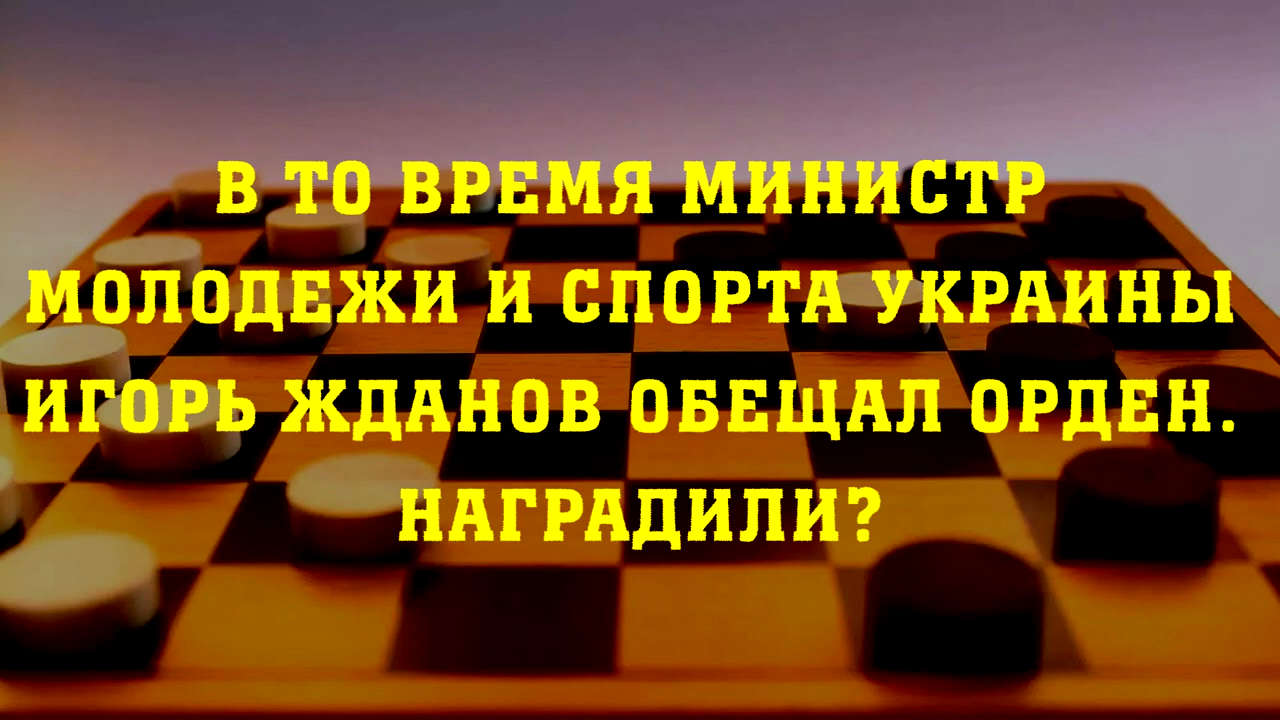 В ТО ВРЕМЯ МИНИСТР
МОЛОДЕЖИ И СПОРТА УКРАИНЫ
ИГОРЬ ЖДАНОВ ОБЕЩАЛ ОРДЕН.
НАГРАДИЛИ?